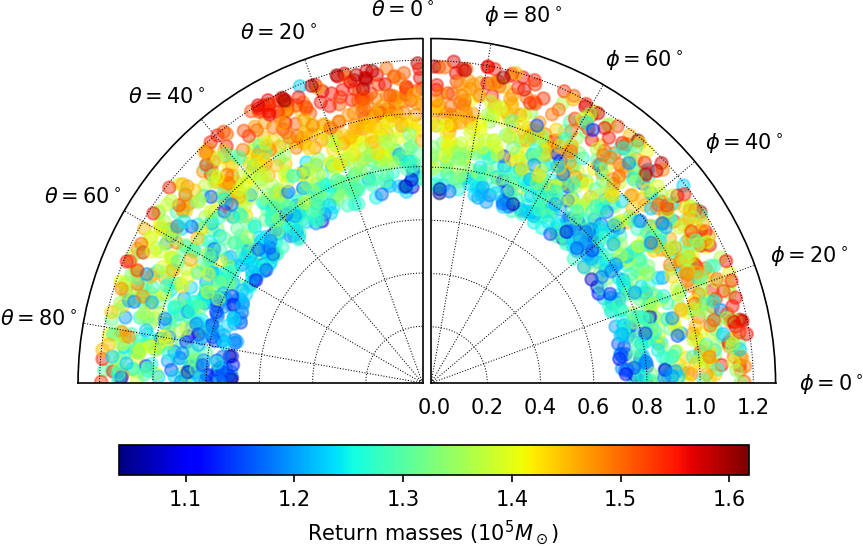 θ = 0°
θ = 20°
θ = 40°
θ = 60°
θ = 80°
ϕ = 80°
ϕ = 60°
ϕ = 40°
ϕ = 20°
ϕ = 0°
0.0 0.2 0.4 0.6 0.8 1.0 1.2
1.1 1.2 1.3 1.4 1.5 1.6
Return masses (10⁵M☉)